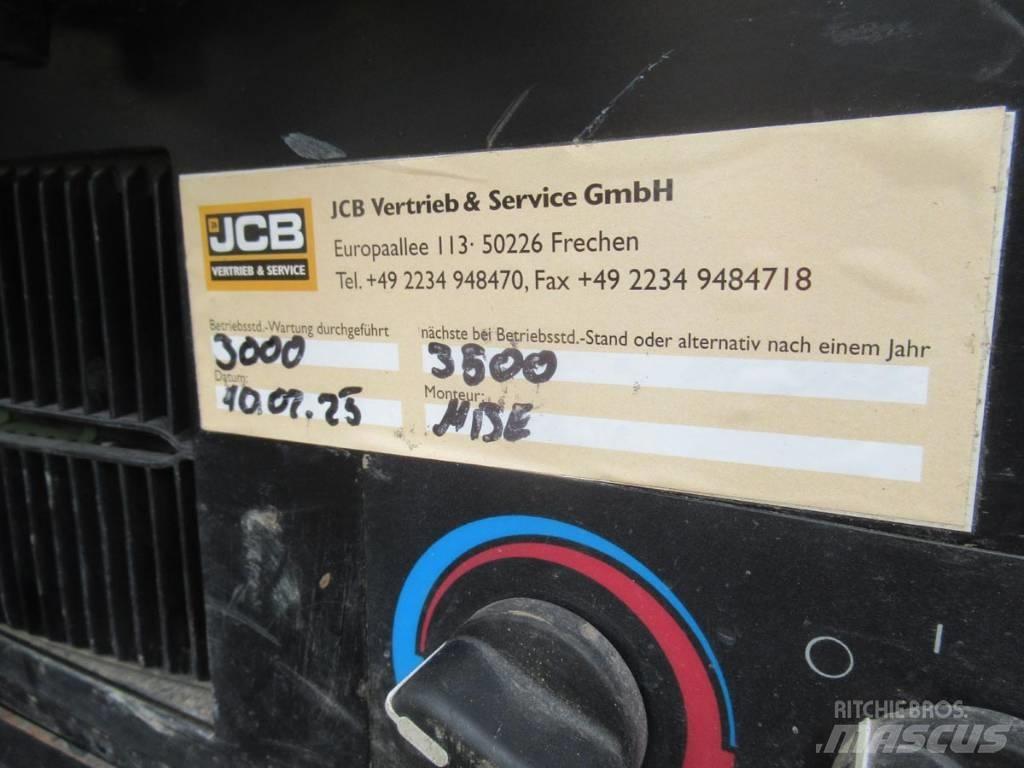 JCB
VERTRIEB & SERVICE
JCB Vertrieb & Service GmbH
Europaallee 113· 50226 Frechen
Tel. +49 2234 948470, Fax +49 2234 9484718
Betriebsstd.-Wartung durchgeführt
3000
nächste bei Betriebsstd.-Stand oder alternativ nach einem Jahr
3500
Datum:
10.07.25
Monteur:
RITCHIE BROS.
MASCUS